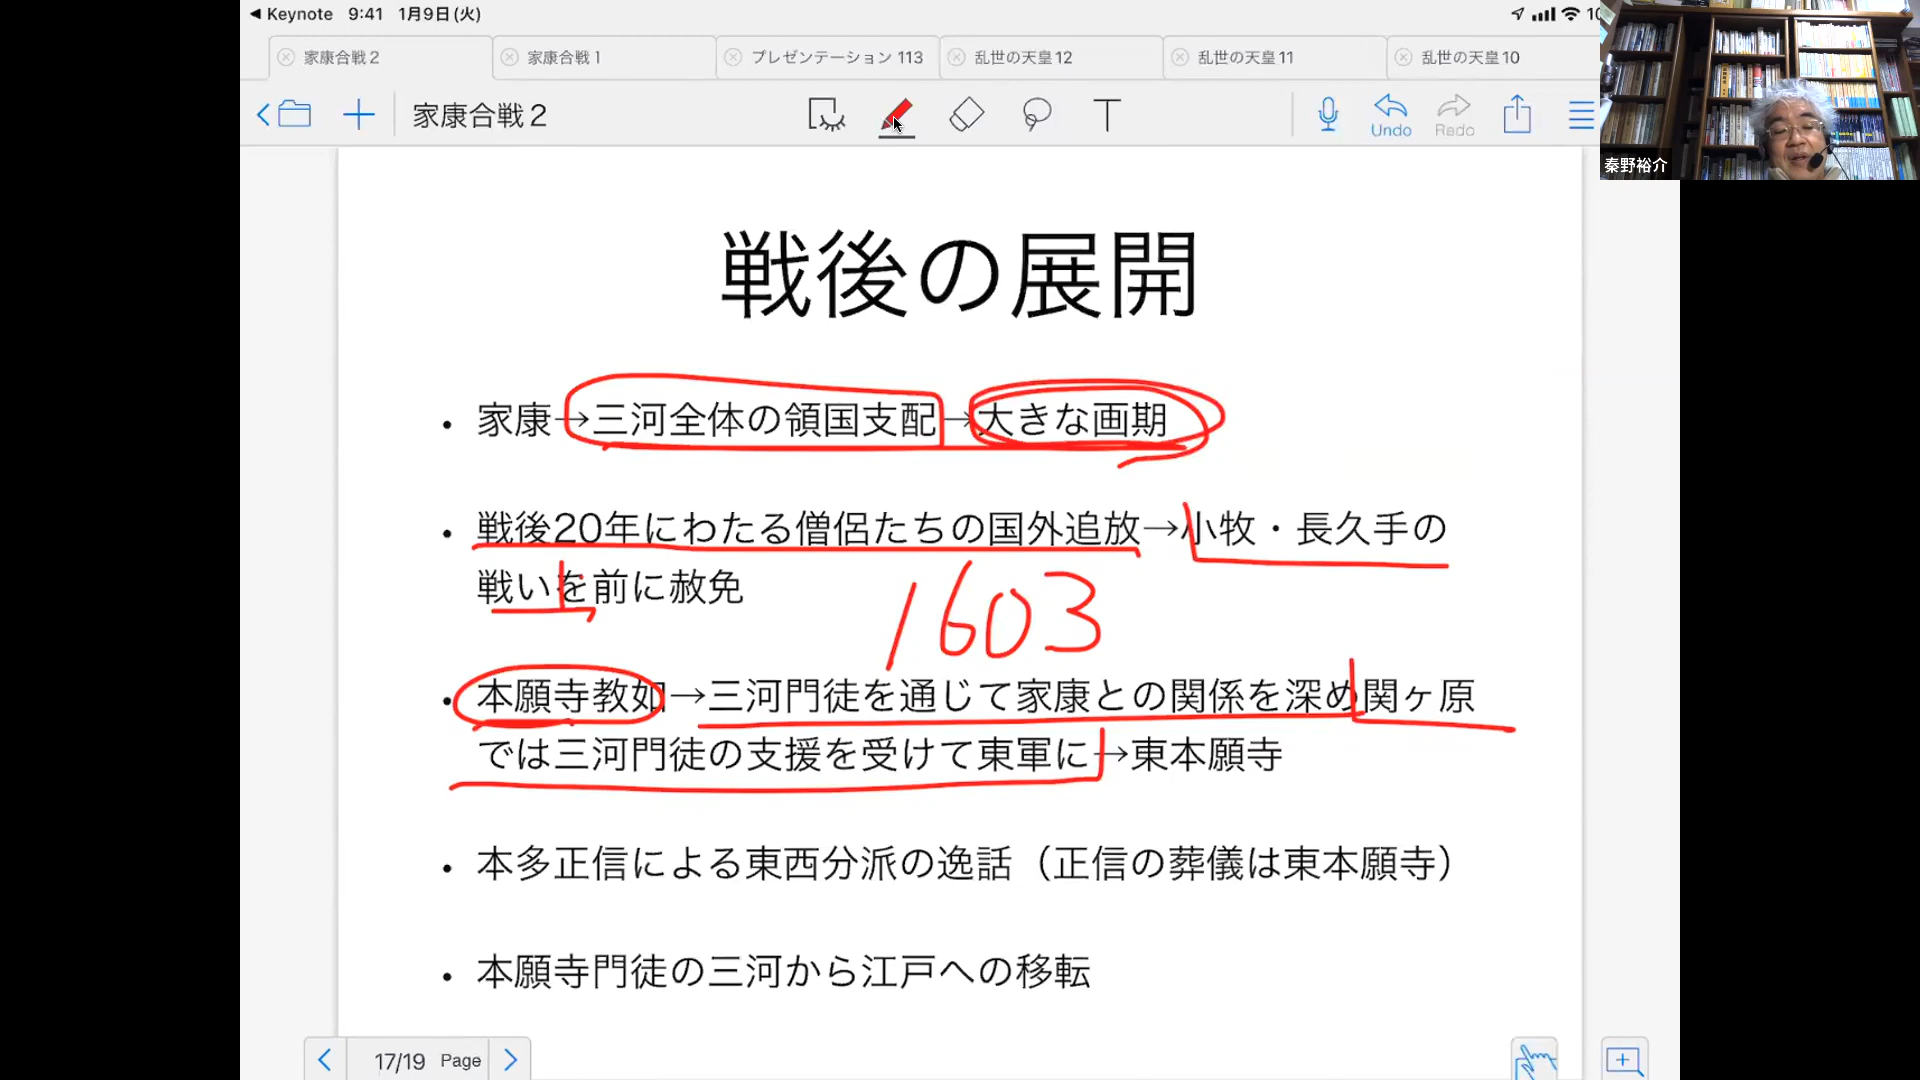 Keynote 9:41 1月9日(火)
家康合戦2 家康合戦1 プレゼンテーション 113 乱世の天皇12 乱世の天皇11 乱世の天皇10
家康合戦2 T Undo Redo
秦野裕介
戦後の展開
• 家康→三河全体の領国支配→大きな画期
• 戦後20年にわたる僧侶たちの国外追放→小牧・長久手の
戦いを前に赦免
1603
• 本願寺教如→三河門徒を通じて家康との関係を深め関ヶ原
では三河門徒の支援を受けて東軍に→東本願寺
• 本多正信による東西分派の逸話（正信の葬儀は東本願寺）
• 本願寺門徒の三河から江戸への移転
17/19 Page